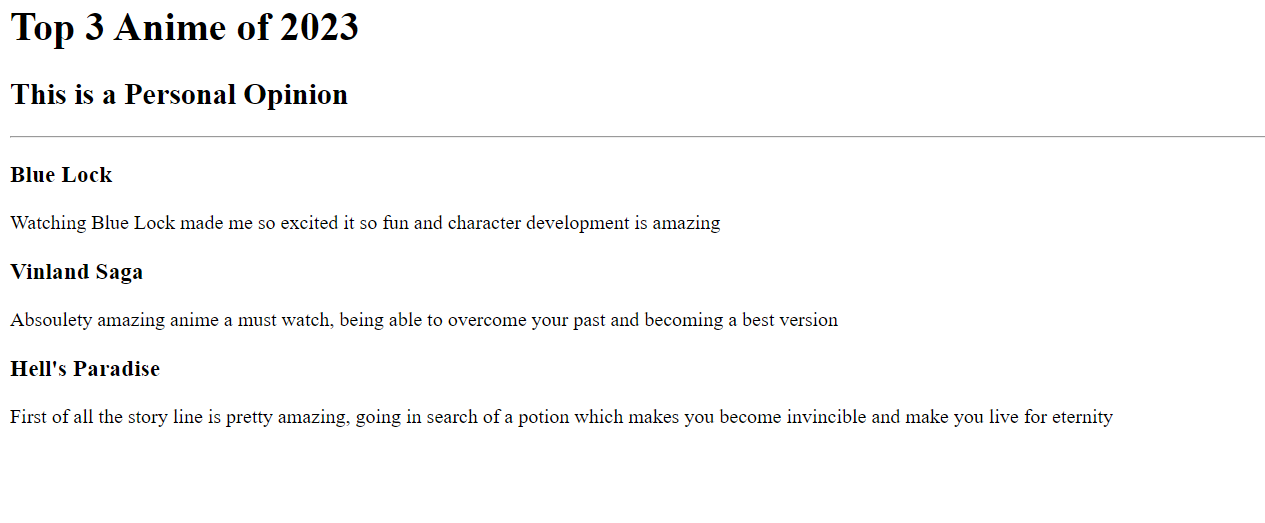 Top 3 Anime of 2023
This is a Personal Opinion
Blue Lock
Watching Blue Lock made me so excited it so fun and character development is amazing
Vinland Saga
Absoulety amazing anime a must watch, being able to overcome your past and becoming a best version
Hell's Paradise
First of all the story line is pretty amazing, going in search of a potion which makes you become invincible and make you live for eternity